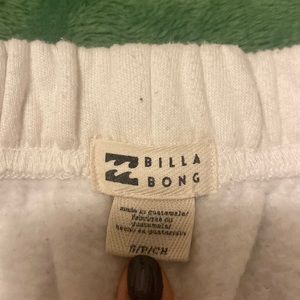 BILLA
BONG
made in guatemala/
fabriqué au
guatemala/
hecho en guatemala
S/P/CH